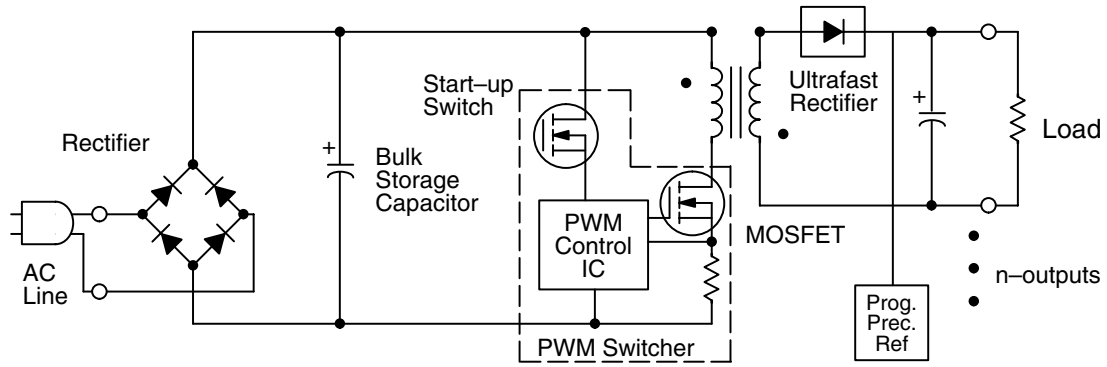 Start–up
Switch
Ultrafast
Rectifier
Rectifier
+
Bulk
Storage
Capacitor
+
Load
PWM
Control
IC
MOSFET
AC
Line
n–outputs
Prog.
Prec.
Ref
PWM Switcher